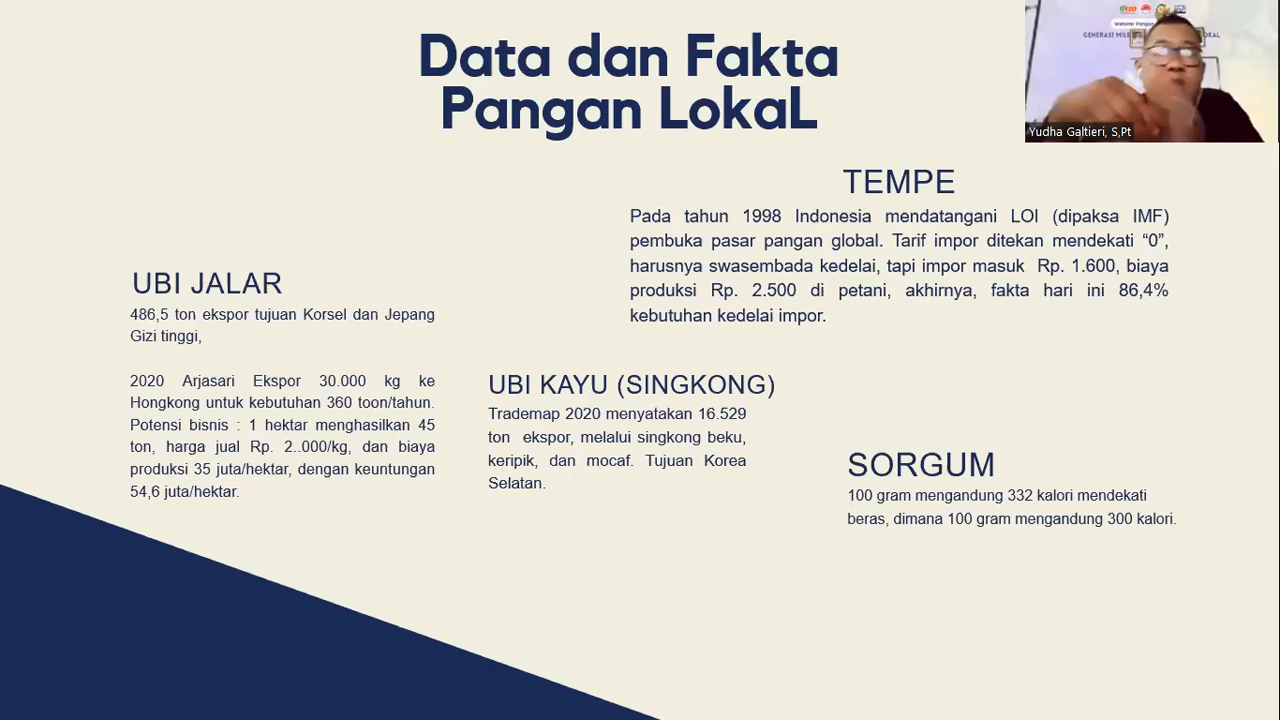 Data dan Fakta
Pangan LokaL
Webinar Pangan
GENERASI
Yudha Galtieri, S,Pt
TEMPE
Pada tahun 1998 Indonesia mendatangani LOI (dipaksa IMF)
pembuka pasar pangan global. Tarif impor ditekan mendekati “0”,
harusnya swasembada kedelai, tapi impor masuk Rp. 1.600, biaya
produksi Rp. 2.500 di petani, akhirnya, fakta hari ini 86,4%
kebutuhan kedelai impor.
UBI JALAR
486,5 ton ekspor tujuan Korsel dan Jepang
Gizi tinggi,
2020 Arjasari Ekspor 30.000 kg ke
Hongkong untuk kebutuhan 360 toon/tahun.
Potensi bisnis : 1 hektar menghasilkan 45
ton, harga jual Rp. 2..000/kg, dan biaya
produksi 35 juta/hektar, dengan keuntungan
54,6 juta/hektar.
UBI KAYU (SINGKONG)
Trademap 2020 menyatakan 16.529
ton ekspor, melalui singkong beku,
keripik, dan mocaf. Tujuan Korea
Selatan.
SORGUM
100 gram mengandung 332 kalori mendekati
beras, dimana 100 gram mengandung 300 kalori.